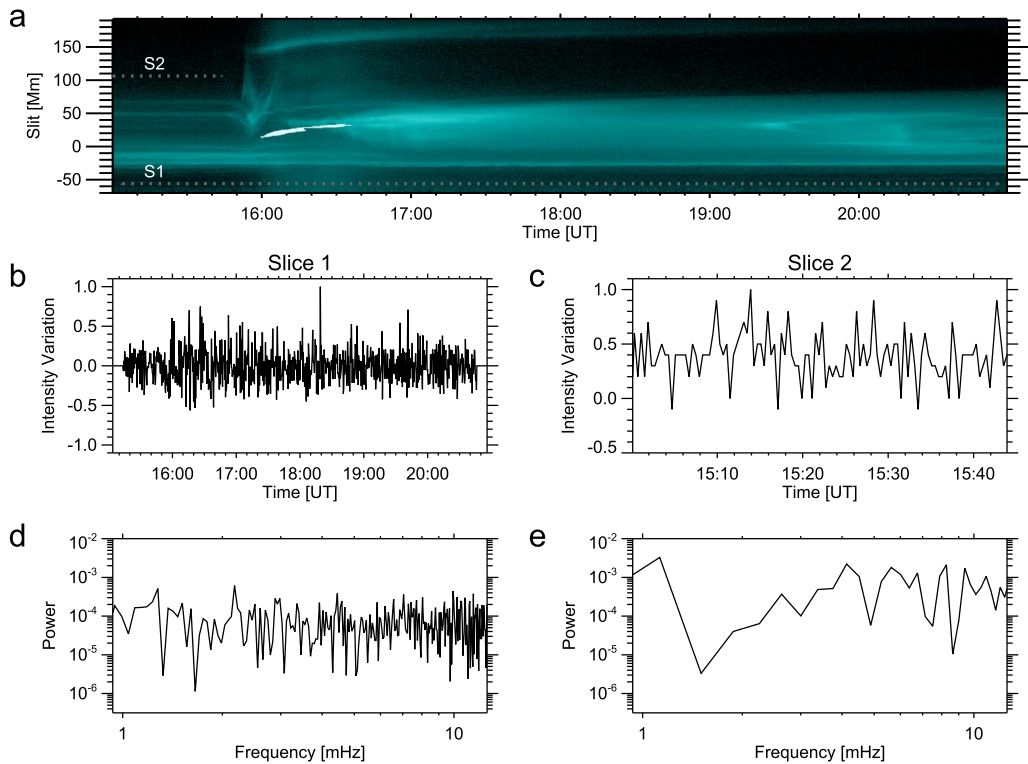 a
150
S2
100
Slit [Mm]
50
0
S1
-50
16:00 17:00 18:00 19:00 20:00
Time [UT]
b Slice 1
1.0
0.5
Intensity Variation
0.0
-0.5
-1.0
16:00 17:00 18:00 19:00 20:00
Time [UT]
c Slice 2
1.0
Intensity Variation
0.5
0.0
-0.5
15:10 15:20 15:30 15:40
Time [UT]
d
10⁻²
10⁻³
Power
10⁻⁴
10⁻⁵
10⁻⁶
1 10
Frequency [mHz]
e
10⁻²
10⁻³
Power
10⁻⁴
10⁻⁵
10⁻⁶
1 10
Frequency [mHz]